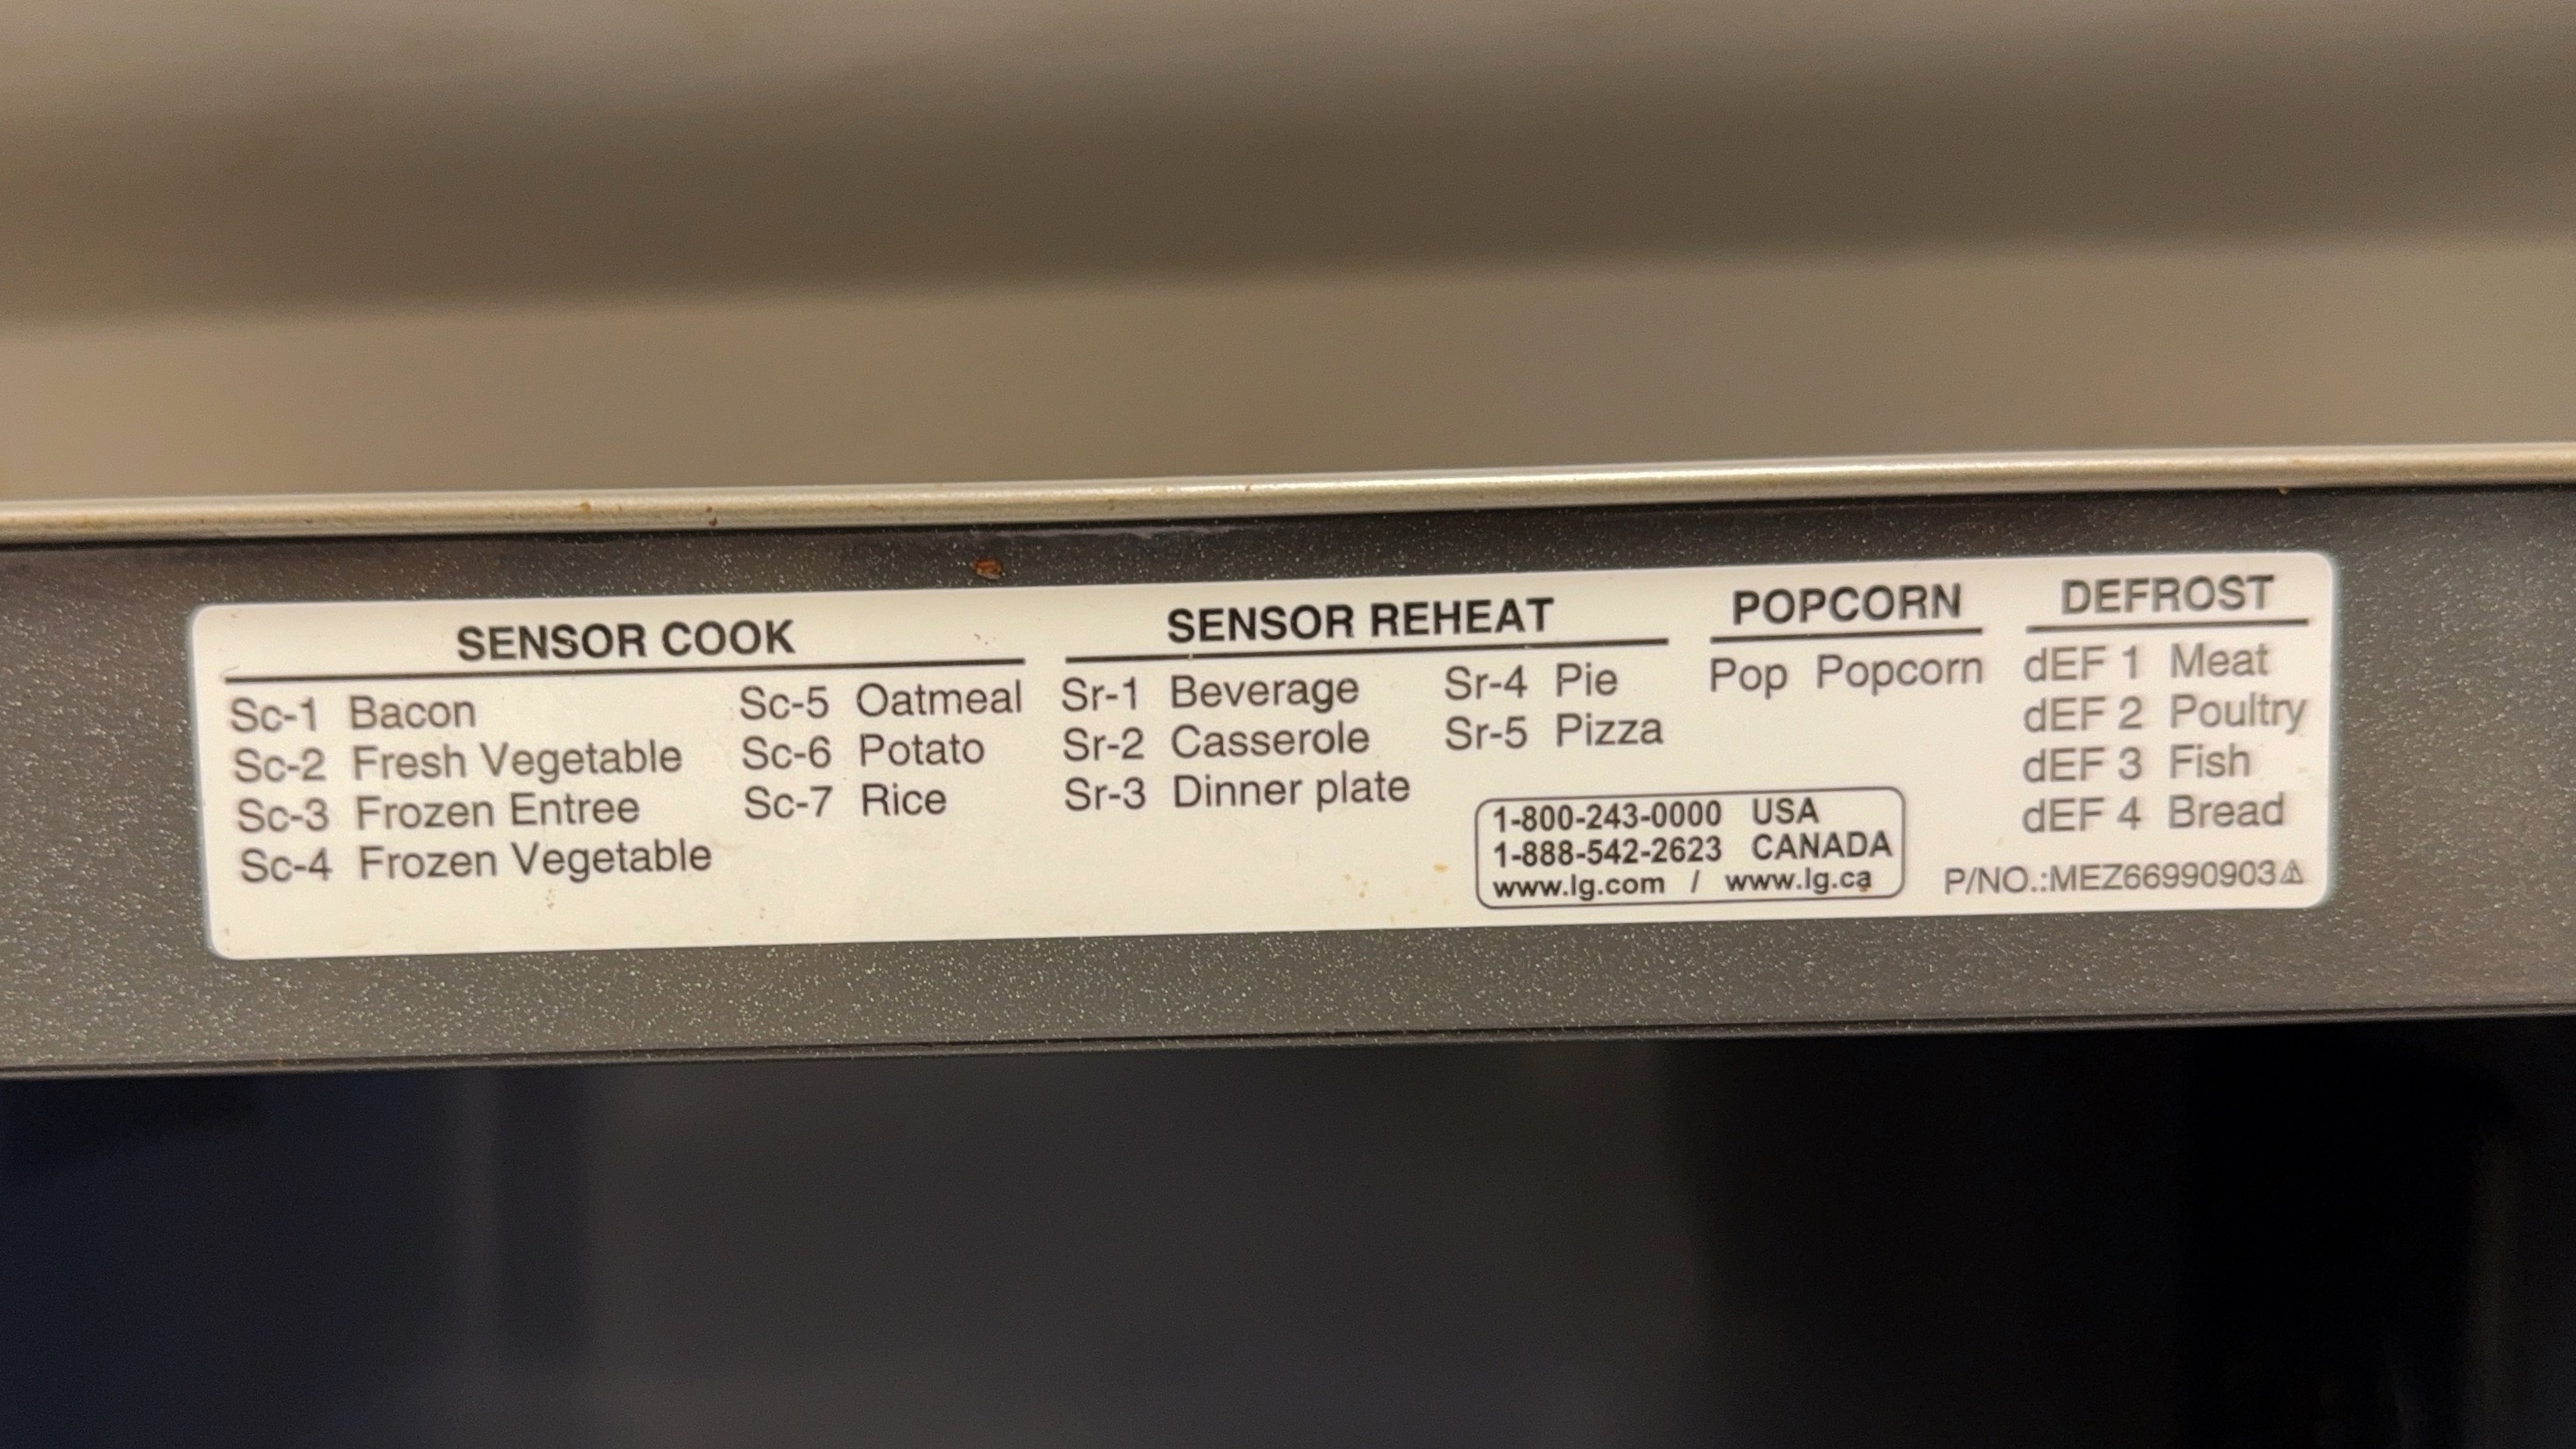 SENSOR COOK
Sc-1 Bacon
Sc-2 Fresh Vegetable
Sc-3 Frozen Entree
Sc-4 Frozen Vegetable
Sc-5 Oatmeal
Sc-6 Potato
Sc-7 Rice
SENSOR REHEAT
Sr-1 Beverage
Sr-2 Casserole
Sr-3 Dinner plate
Sr-4 Pie
Sr-5 Pizza
POPCORN
Pop Popcorn
DEFROST
dEF 1 Meat
dEF 2 Poultry
dEF 3 Fish
dEF 4 Bread
1-800-243-0000 USA
1-888-542-2623 CANADA
www.lg.com / www.lg.ca
P/NO.:MEZ66990903